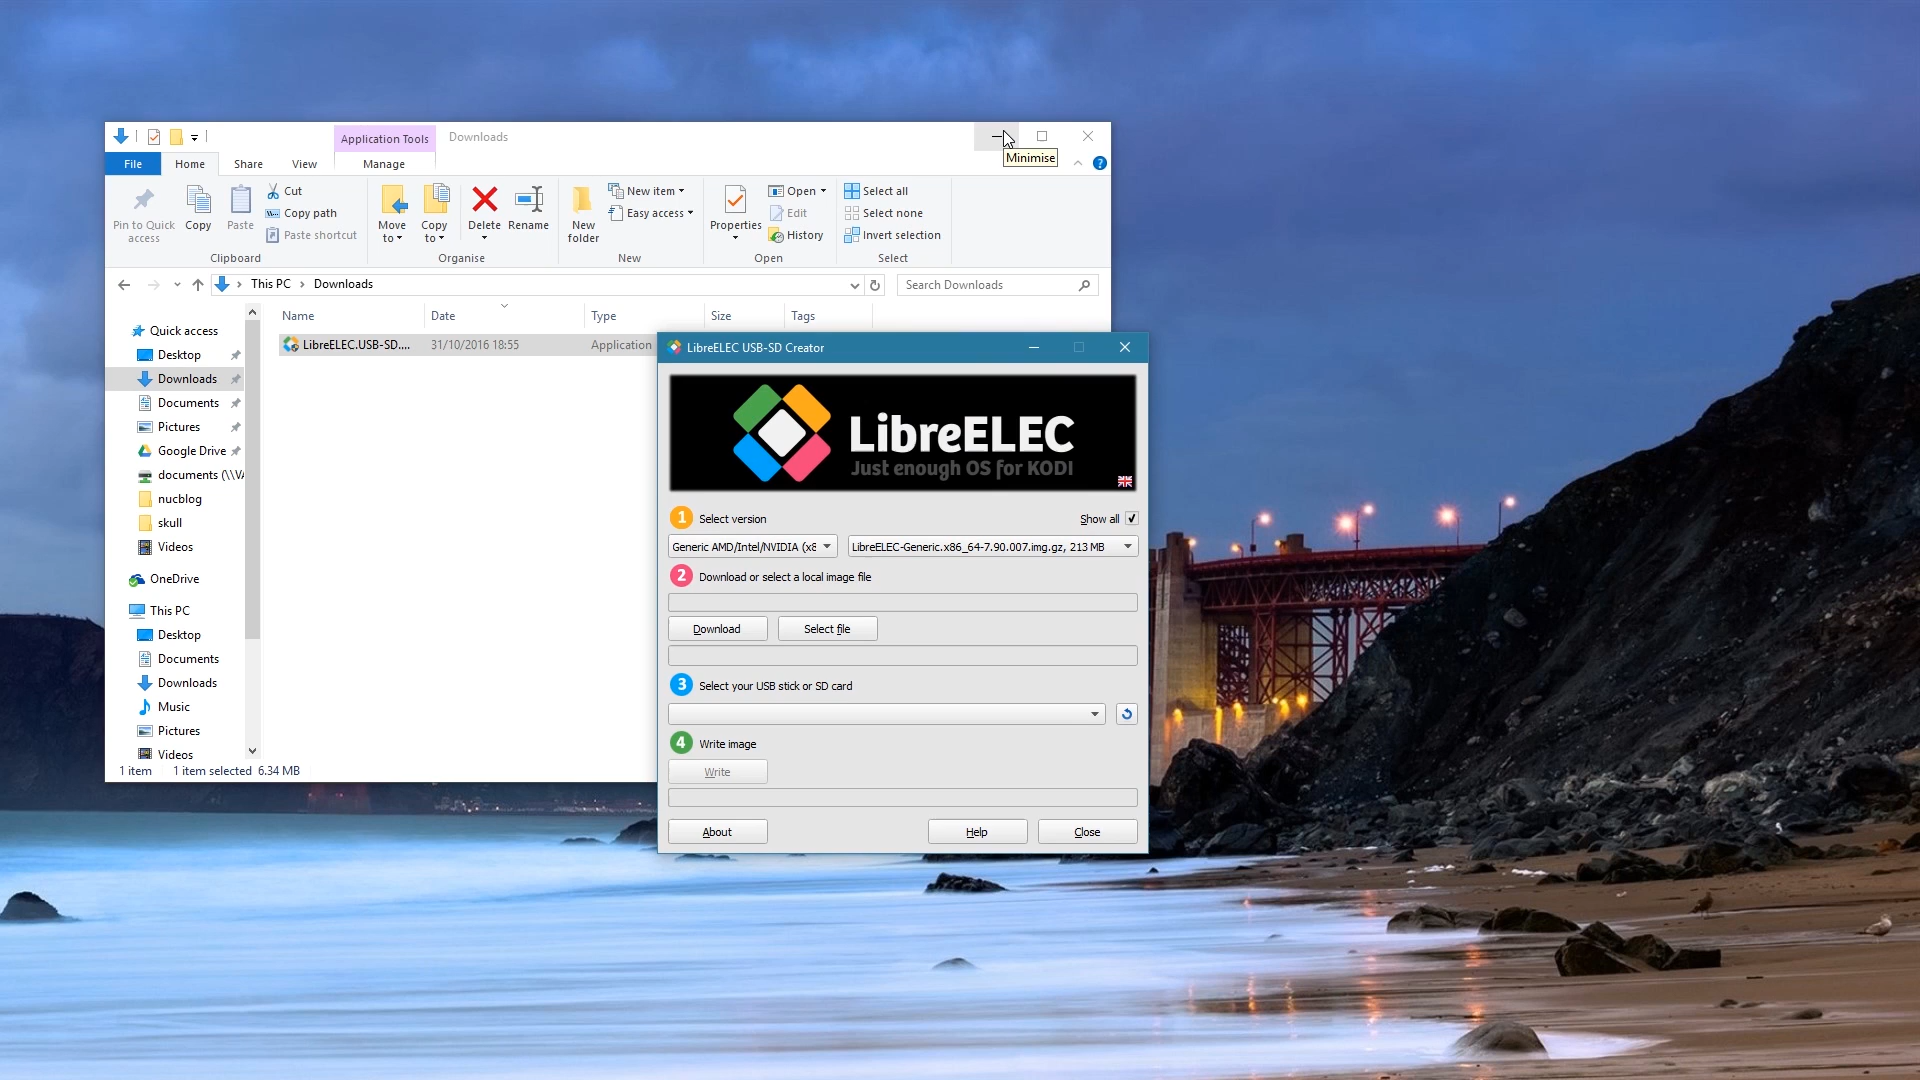 Application Tools
Downloads
File
Home
Share
View
Manage
Minimise
Pin to Quick access
Copy
Paste
Cut
Copy path
Paste shortcut
Clipboard
Move to
Copy to
Delete
Rename
Organise
New folder
New item
Easy access
New
Properties
Open
Edit
History
Open
Select all
Select none
Invert selection
Select
This PC > Downloads
Search Downloads
Name
Date
Type
Size
Tags
LibreELEC.USB-SD....
31/10/2016 18:55
Application
Quick access
Desktop
Downloads
Documents
Pictures
Google Drive
documents (\\VA
nucblog
skull
Videos
OneDrive
This PC
Desktop
Documents
Downloads
Music
Pictures
Videos
1 item
1 item selected 6.34 MB
LibreELEC USB-SD Creator
LibreELEC
Just enough OS for KODI
1 Select version
Show all
Generic AMD/Intel/NVIDIA (x8
LibreELEC-Generic.x86_64-7.90.007.img.gz, 213 MB
2 Download or select a local image file
Download
Select file
3 Select your USB stick or SD card
4 Write image
Write
About
Help
Close